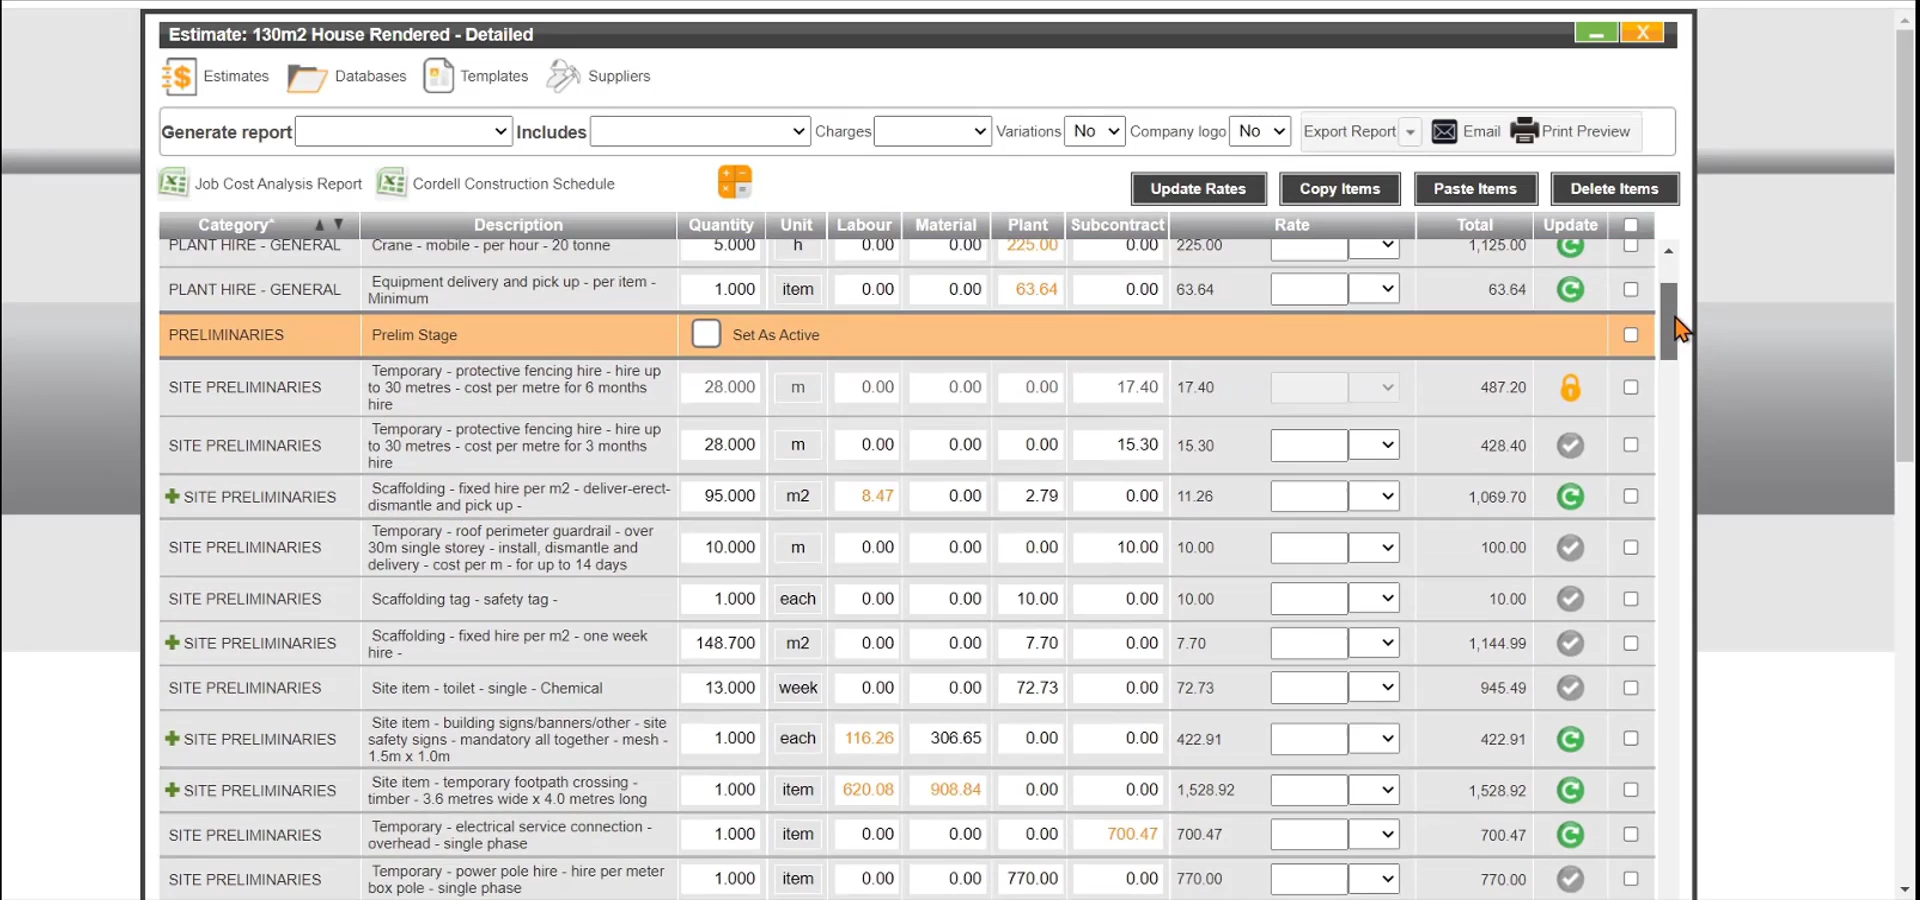 Estimate: 130m2 House Rendered - Detailed
X
Estimates Databases Templates Suppliers
Generate report Includes Charges Variations No Company logo No Export Report Email Print Preview
Job Cost Analysis Report Cordell Construction Schedule
Update Rates Copy Items Paste Items Delete Items
Category Description Quantity Unit Labour Material Plant Subcontract Rate Total Update
PLANT HIRE - GENERAL Crane - mobile - per hour - 20 tonne 5.000 h 0.00 0.00 225.00 0.00 225.00 1,125.00
PLANT HIRE - GENERAL Equipment delivery and pick up - per item - 1.000 item 0.00 0.00 63.64 0.00 63.64 63.64
Minimum
PRELIMINARIES Prelim Stage Set As Active
Temporary - protective fencing hire - hire up
SITE PRELIMINARIES to 30 metres - cost per metre for 6 months 28.000 m 0.00 0.00 0.00 17.40 17.40 487.20
hire
Temporary - protective fencing hire - hire up
SITE PRELIMINARIES to 30 metres - cost per metre for 3 months 28.000 m 0.00 0.00 0.00 15.30 15.30 428.40
hire
SITE PRELIMINARIES Scaffolding - fixed hire per m2 - deliver-erect- 95.000 m2 8.47 0.00 2.79 0.00 11.26 1,069.70
dismantle and pick up -
Temporary - roof perimeter guardrail - over
SITE PRELIMINARIES 30m single storey - install, dismantle and 10.000 m 0.00 0.00 0.00 10.00 10.00 100.00
delivery - cost per m - for up to 14 days
SITE PRELIMINARIES Scaffolding tag - safety tag - 1.000 each 0.00 0.00 10.00 0.00 10.00 10.00
SITE PRELIMINARIES Scaffolding - fixed hire per m2 - one week 148.700 m2 0.00 0.00 7.70 0.00 7.70 1,144.99
hire -
SITE PRELIMINARIES Site item - toilet - single - Chemical 13.000 week 0.00 0.00 72.73 0.00 72.73 945.49
Site item - building signs/banners/other - site
SITE PRELIMINARIES safety signs - mandatory all together - mesh - 1.000 each 116.26 306.65 0.00 0.00 422.91 422.91
1.5m x 1.0m
SITE PRELIMINARIES Site item - temporary footpath crossing - 1.000 item 620.08 908.84 0.00 0.00 1,528.92 1,528.92
timber - 3.6 metres wide x 4.0 metres long
SITE PRELIMINARIES Temporary - electrical service connection - 1.000 item 0.00 0.00 0.00 700.47 700.47 700.47
overhead - single phase
SITE PRELIMINARIES Temporary - power pole hire - hire per meter 1.000 item 0.00 0.00 770.00 0.00 770.00 770.00
box pole - single phase